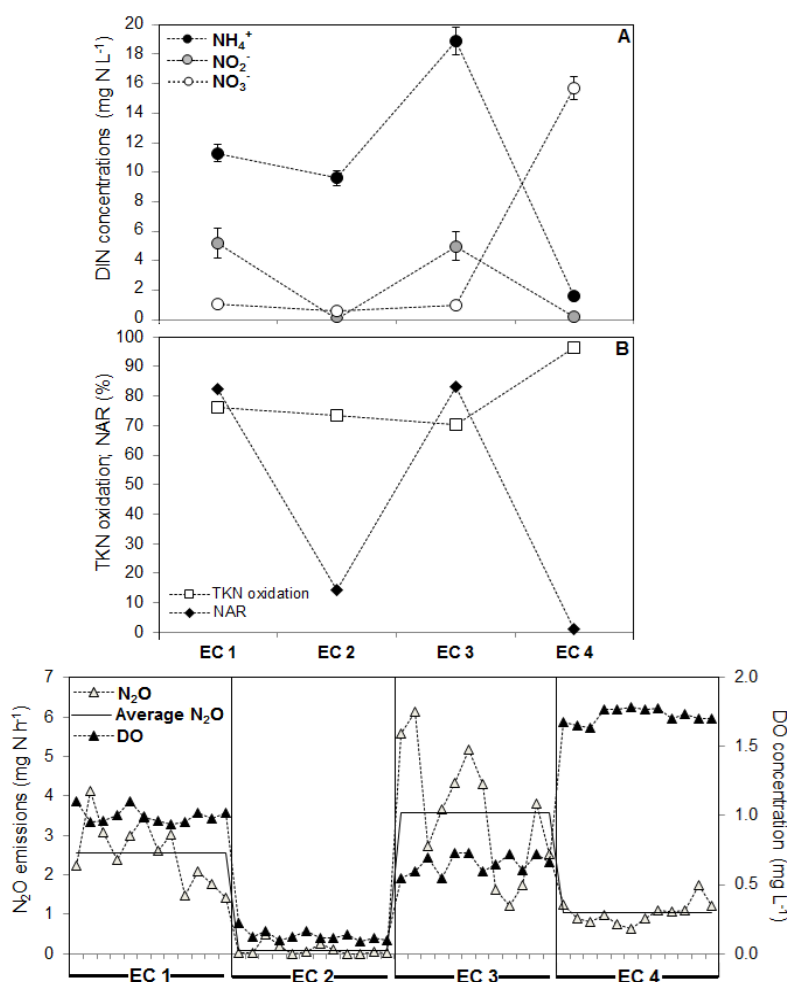 DIN concentrations (mg N L-1)
20
18
16
14
12
10
8
6
4
2
0
NH4+
NO2-
NO3-
A
TKN oxidation; NAR (%)
100
90
80
70
60
50
40
30
20
10
0
B
TKN oxidation
NAR
EC 1 EC 2 EC 3 EC 4
N2O emissions (mg N h-1)
7
6
5
4
3
2
1
0
N2O
Average N2O
DO
2.0
1.5
1.0
0.5
0.0
DO concentration (mg L-1)
EC 1 EC 2 EC 3 EC 4